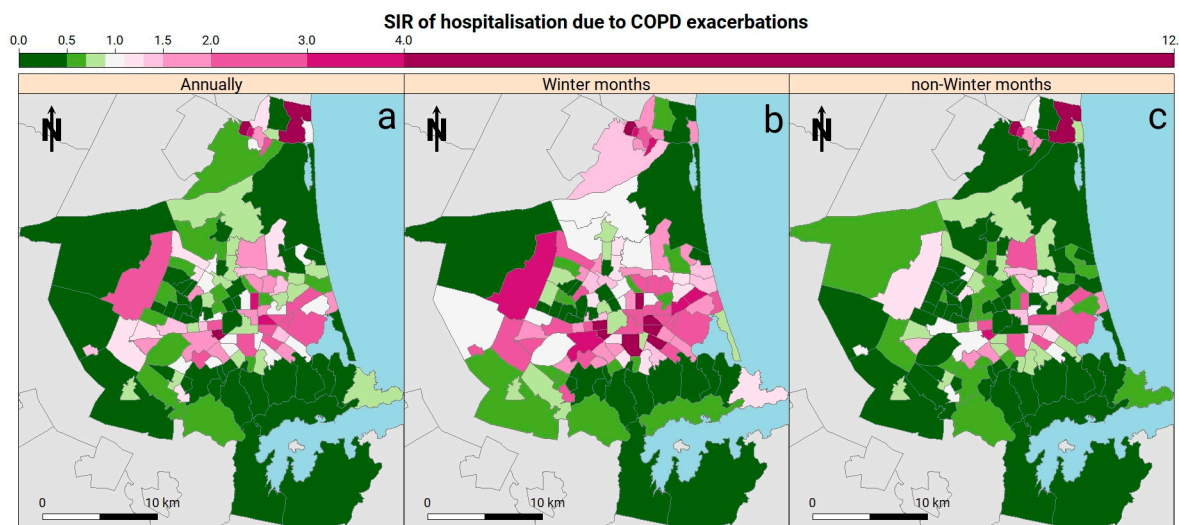 SIR of hospitalisation due to COPD exacerbations
0.0 0.5 1.0 1.5 2.0 3.0 4.0 12.
Annually Winter months non-Winter months
N a N b N c
0 10 km 0 10 km 0 10 km